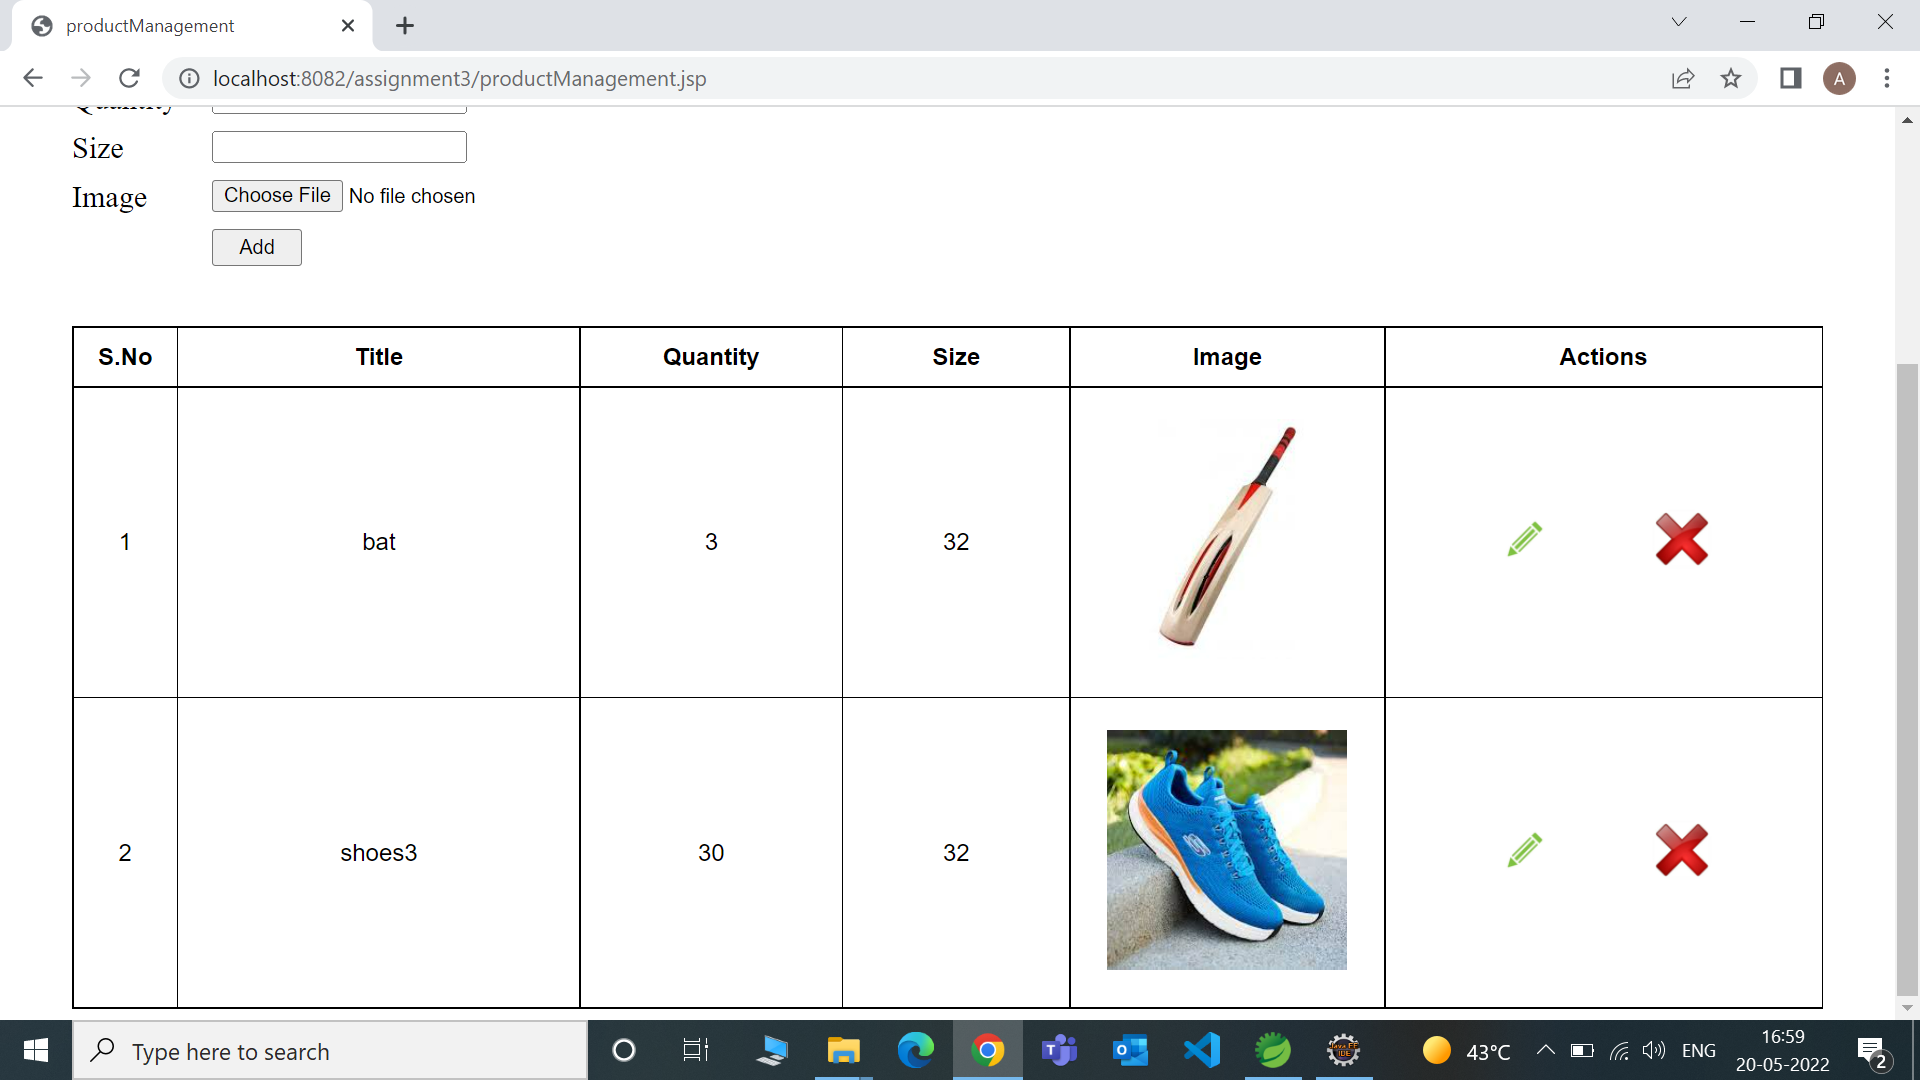 productManagement
localhost:8082/assignment3/productManagement.jsp
A
Quantity
Size
Image Choose File No file chosen
Add
S.No Title Quantity Size Image Actions
1 bat 3 32
2 shoes3 30 32
Type here to search
43°C ENG 16:59
20-05-2022
2